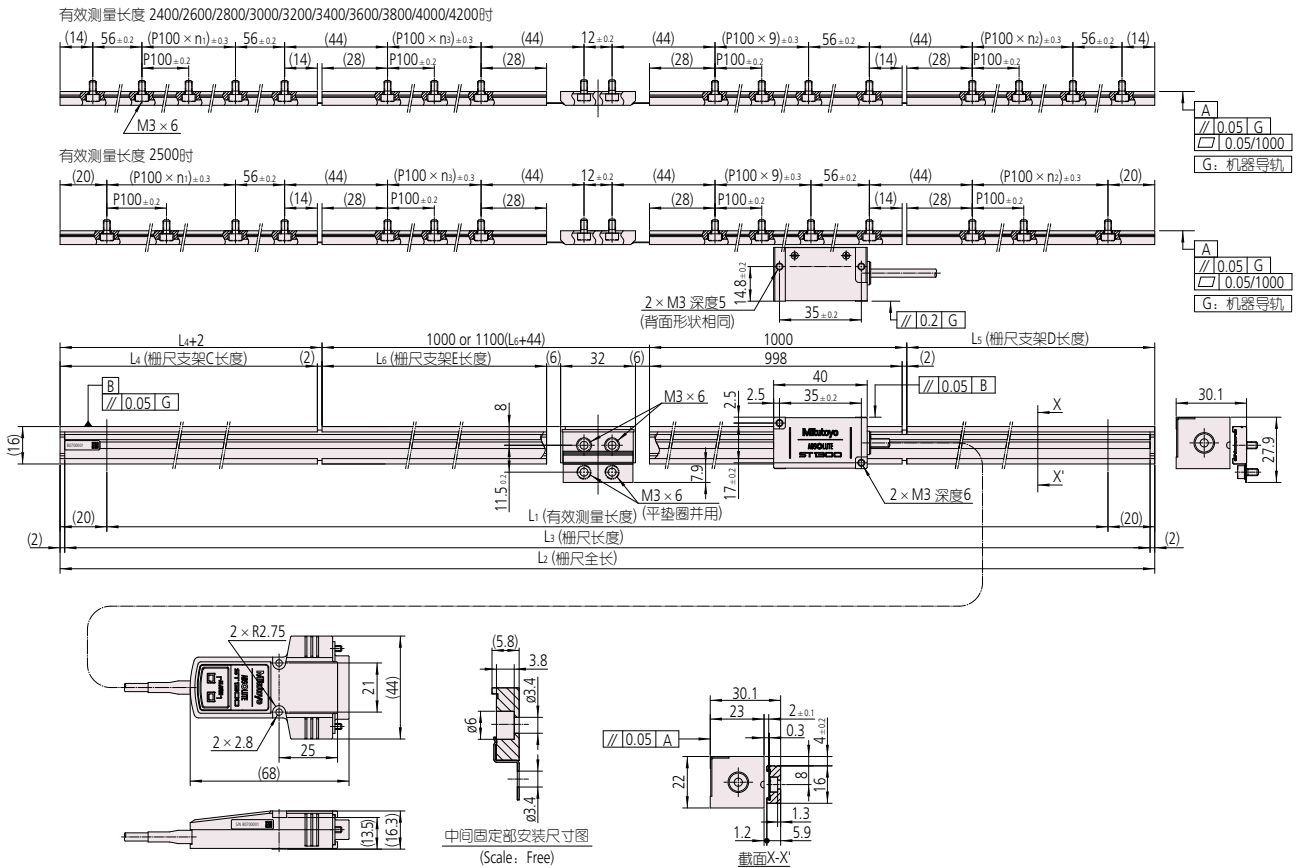 有效测量长度 2400/2600/2800/3000/3200/3400/3600/3800/4000/4200时
(14) 56±0.2 (P100×n1)±0.3 56±0.2 (44) (P100×n3)±0.3 (44) 12±0.2 (44) (P100×9)±0.3 56±0.2 (44) (P100×n2)±0.3 56±0.2 (14)
P100±0.2 (14) (28) P100±0.2 (28) (28) P100±0.2 (14) (28) P100±0.2
M3×6
A
// 0.05 G
⏥ 0.05/1000
G：机器导轨
有效测量长度 2500时
(20) (P100×n1)±0.3 56±0.2 (44) (P100×n3)±0.3 (44) 12±0.2 (44) (P100×9)±0.3 56±0.2 (44) (P100×n2)±0.3 (20)
P100±0.2 (14) (28) P100±0.2 (28) (28) P100±0.2 (14) (28) P100±0.2
A
// 0.05 G
⏥ 0.05/1000
G：机器导轨
14.8±0.2
2×M3 深度5
(背面形状相同)
35±0.2
// 0.2 G
L4+2 1000 or 1100(L6+44) 1000 L5 (栅尺支架D长度)
L4 (栅尺支架C长度) (2) L6 (栅尺支架E长度) (6) 32 (6) 998 (2)
B
// 0.05 G
40
2.5 35±0.2
2.5
// 0.05 B
M3×6
8
X
30.1
(16)
Mitutoyo
ABSOLUTE
ST1300
27.9
11.5 0.2
7.9
17±0.2
X'
M3×6
(平垫圈并用)
2×M3 深度6
(20) L1 (有效测量长度) (20)
(2) L3 (栅尺长度) (2)
L2 (栅尺全长)
2×R2.75
Mitutoyo
ABSOLUTE
ST1300
21
(44)
2×2.8
25
(68)
(13.5)
(16.3)
(5.8)
3.8
ø3.4
ø6
ø3.4
中间固定部安装尺寸图
(Scale：Free)
30.1
23 2±0.1
0.3
4±0.2
// 0.05 A
22
8
16
1.3
1.2 5.9
截面X-X'